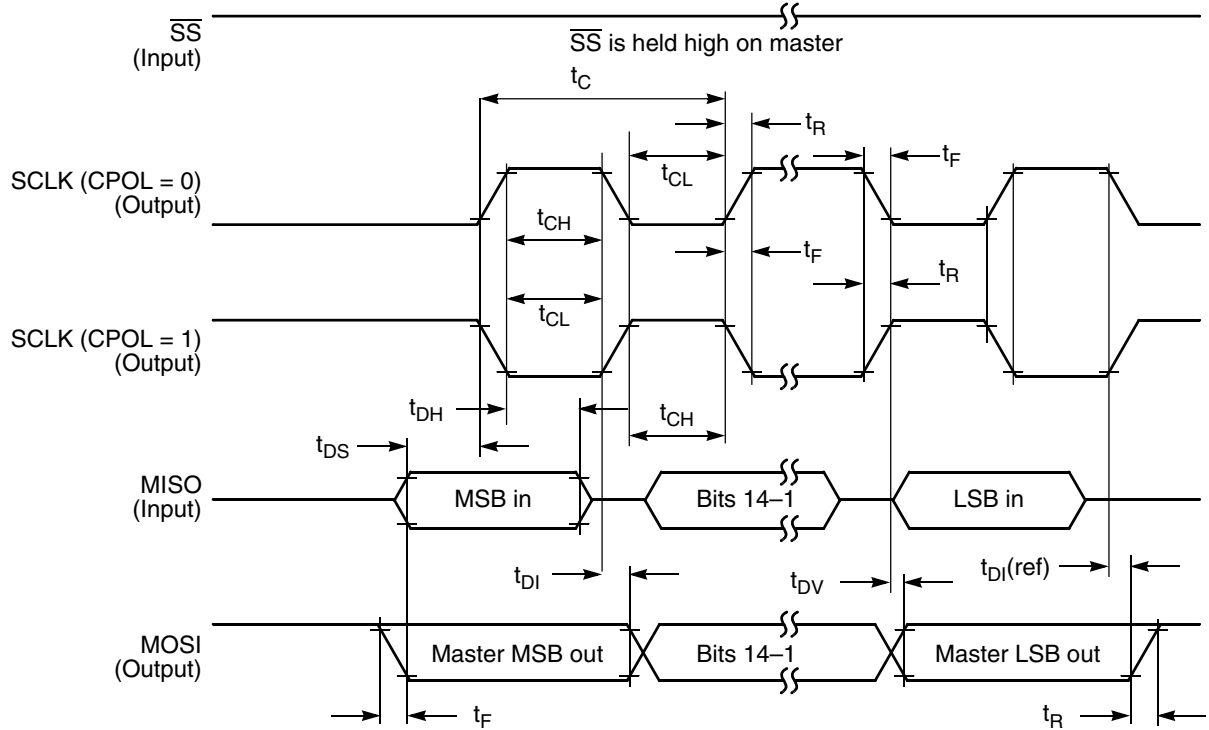 SS
(Input)
SS is held high on master
tC
tR
tCL
tF
SCLK (CPOL = 0)
(Output)
tCH
tF
tR
tCL
SCLK (CPOL = 1)
(Output)
tDH
tCH
tDS
MISO
(Input)
MSB in
Bits 14–1
LSB in
tDI
tDV
tDI(ref)
MOSI
(Output)
Master MSB out
Bits 14–1
Master LSB out
tF
tR